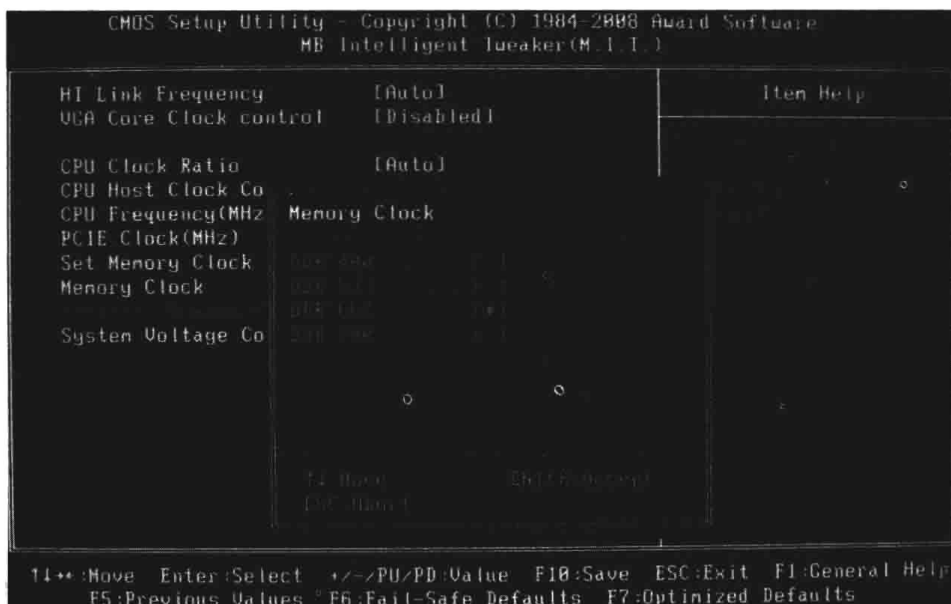 CMOS Setup Utility - Copyright (C) 1984-2008 Award Software
MB Intelligent Tweaker(M.I.T.)
HT Link Frequency [Auto]
VGA Core Clock control [Disabled]
Item Help
CPU Clock Ratio [Auto]
CPU Host Clock Co
CPU Frequency(MHz
Memory Clock
PCIE Clock(MHz)
Set Memory Clock
Memory Clock
System Voltage Co
↑↓ Move ENTER:Accept
:Move Enter:Select +/-/PU/PD:Value F10:Save ESC:Exit F1:General Help
F5:Previous Values F6:Fail-Safe Defaults F7:Optimized Defaults